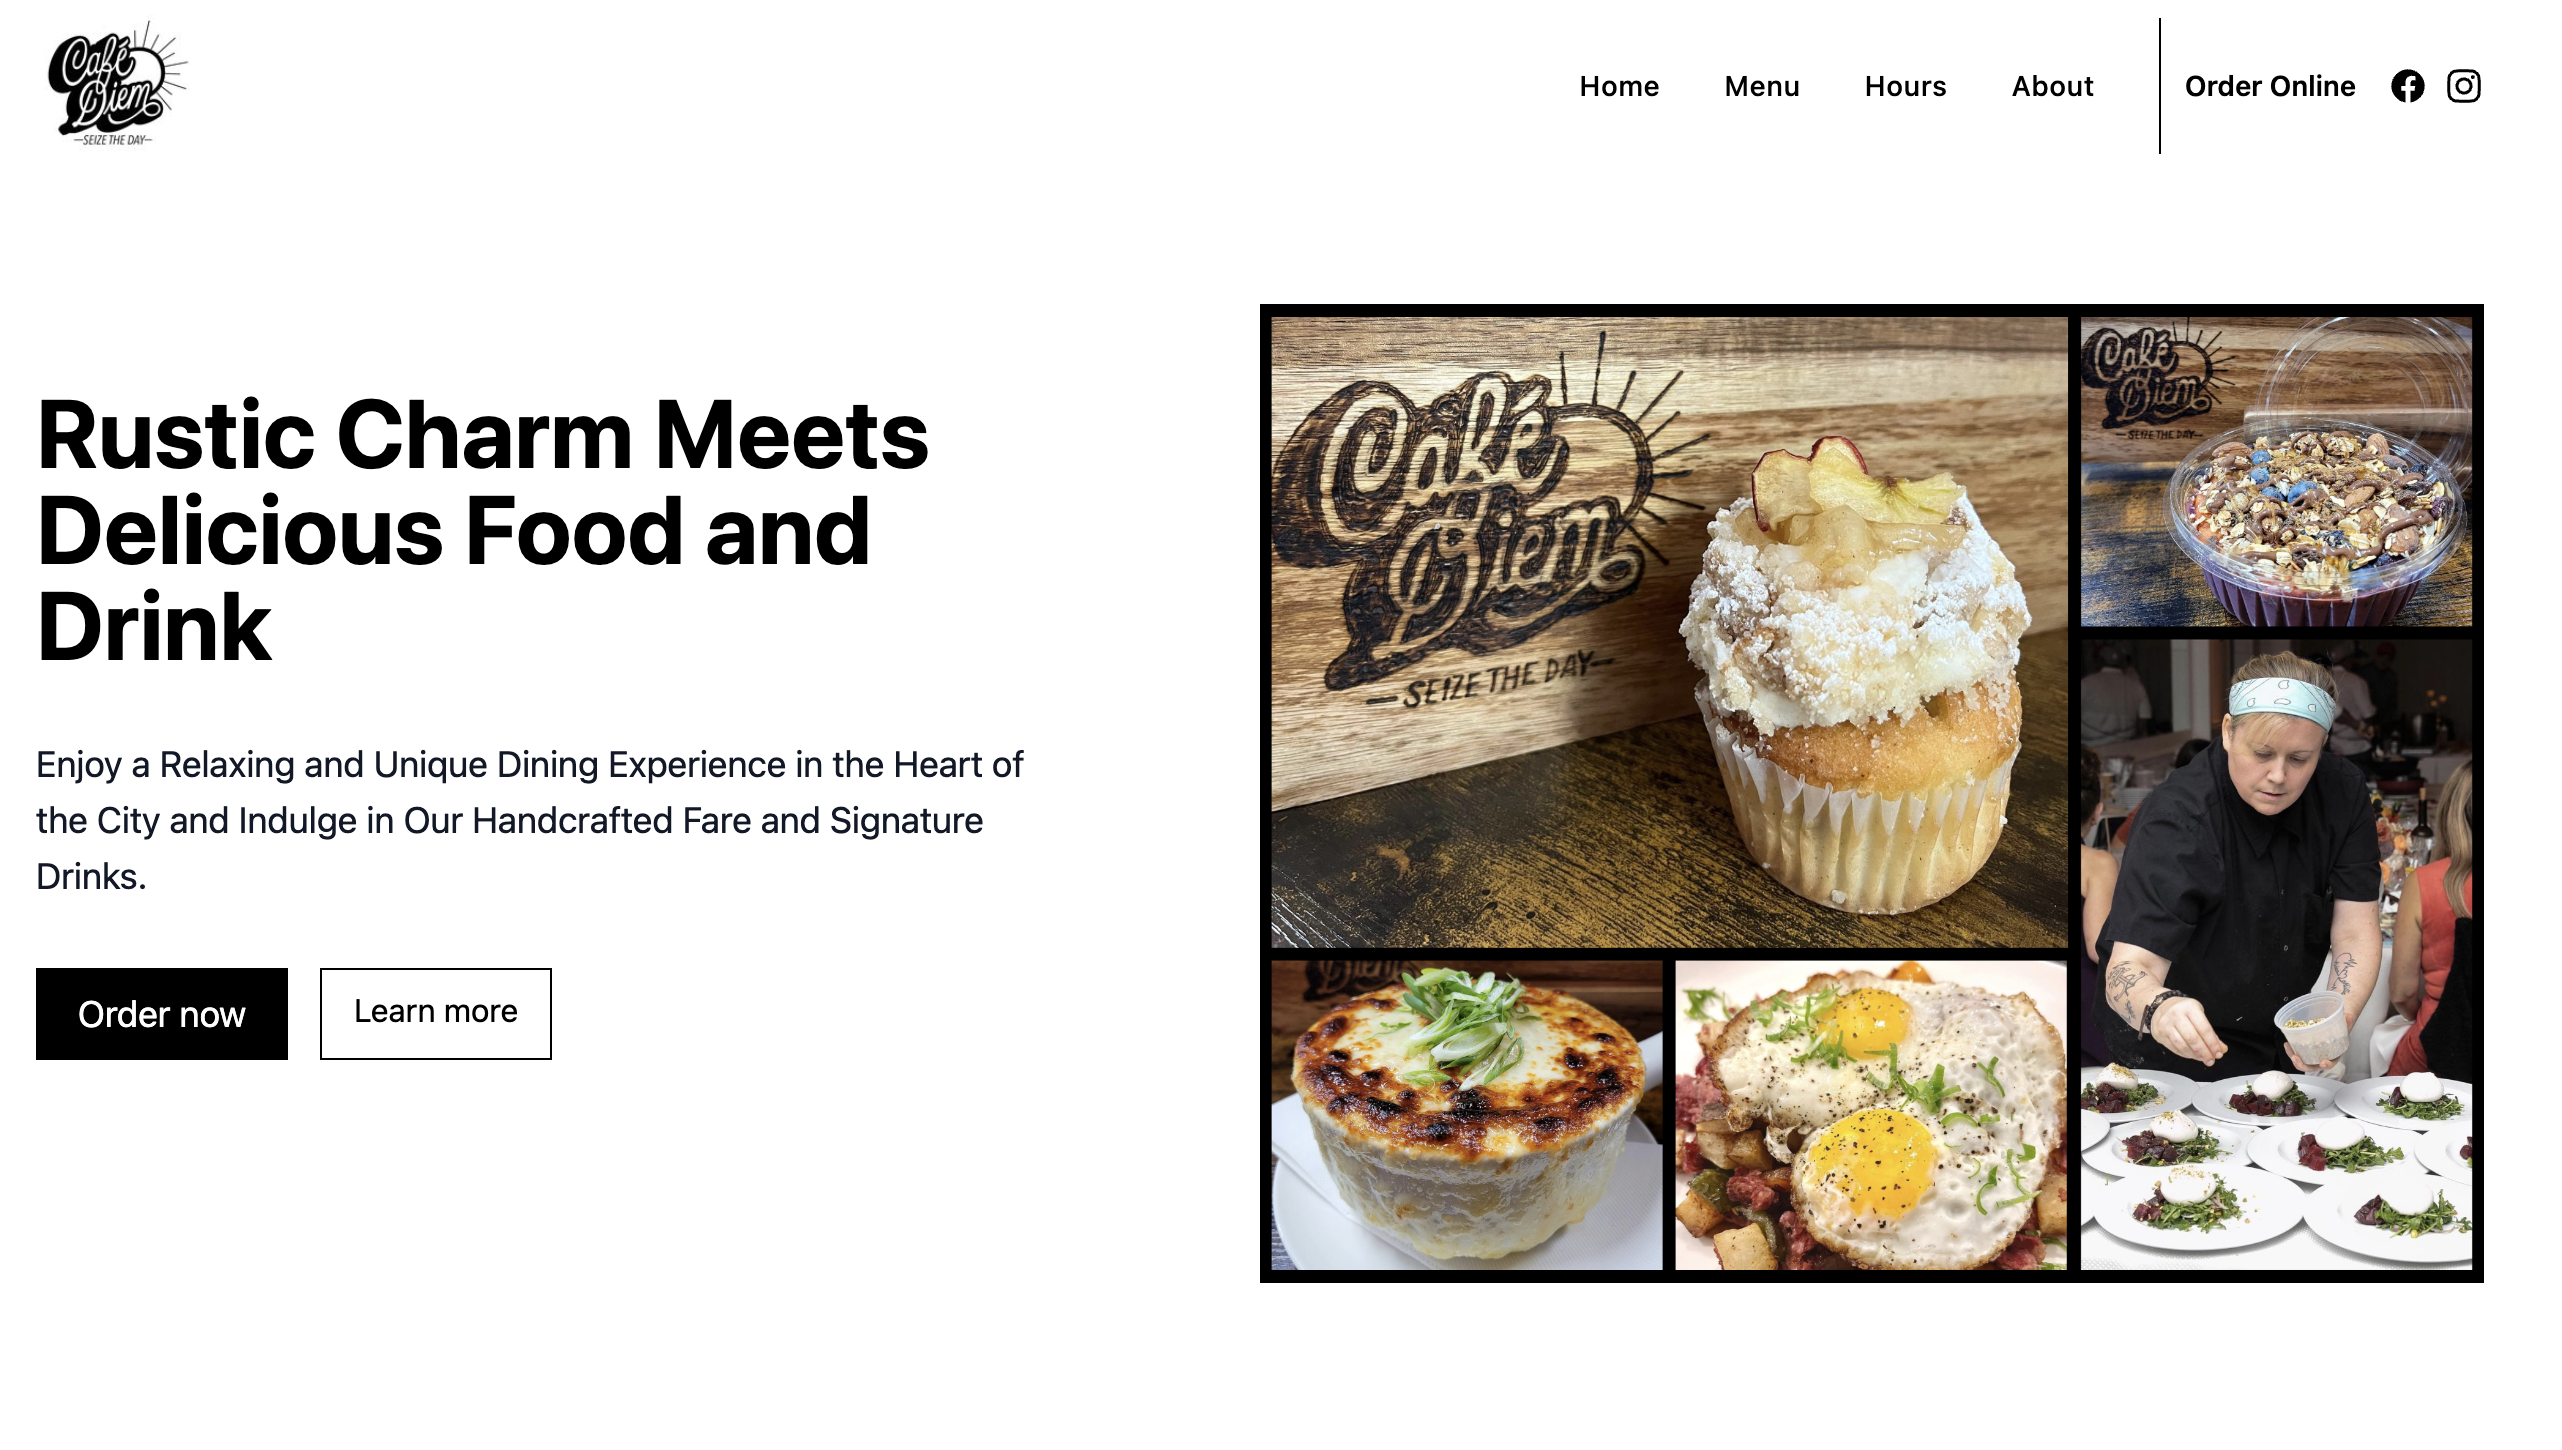 Café
Diem
—SEIZE THE DAY—
Home Menu Hours About Order Online
Rustic Charm Meets
Delicious Food and
Drink
Enjoy a Relaxing and Unique Dining Experience in the Heart of
the City and Indulge in Our Handcrafted Fare and Signature
Drinks.
Order now Learn more
Café
Diem
—SEIZE THE DAY—
Café
Diem
—SEIZE THE DAY—
Diem